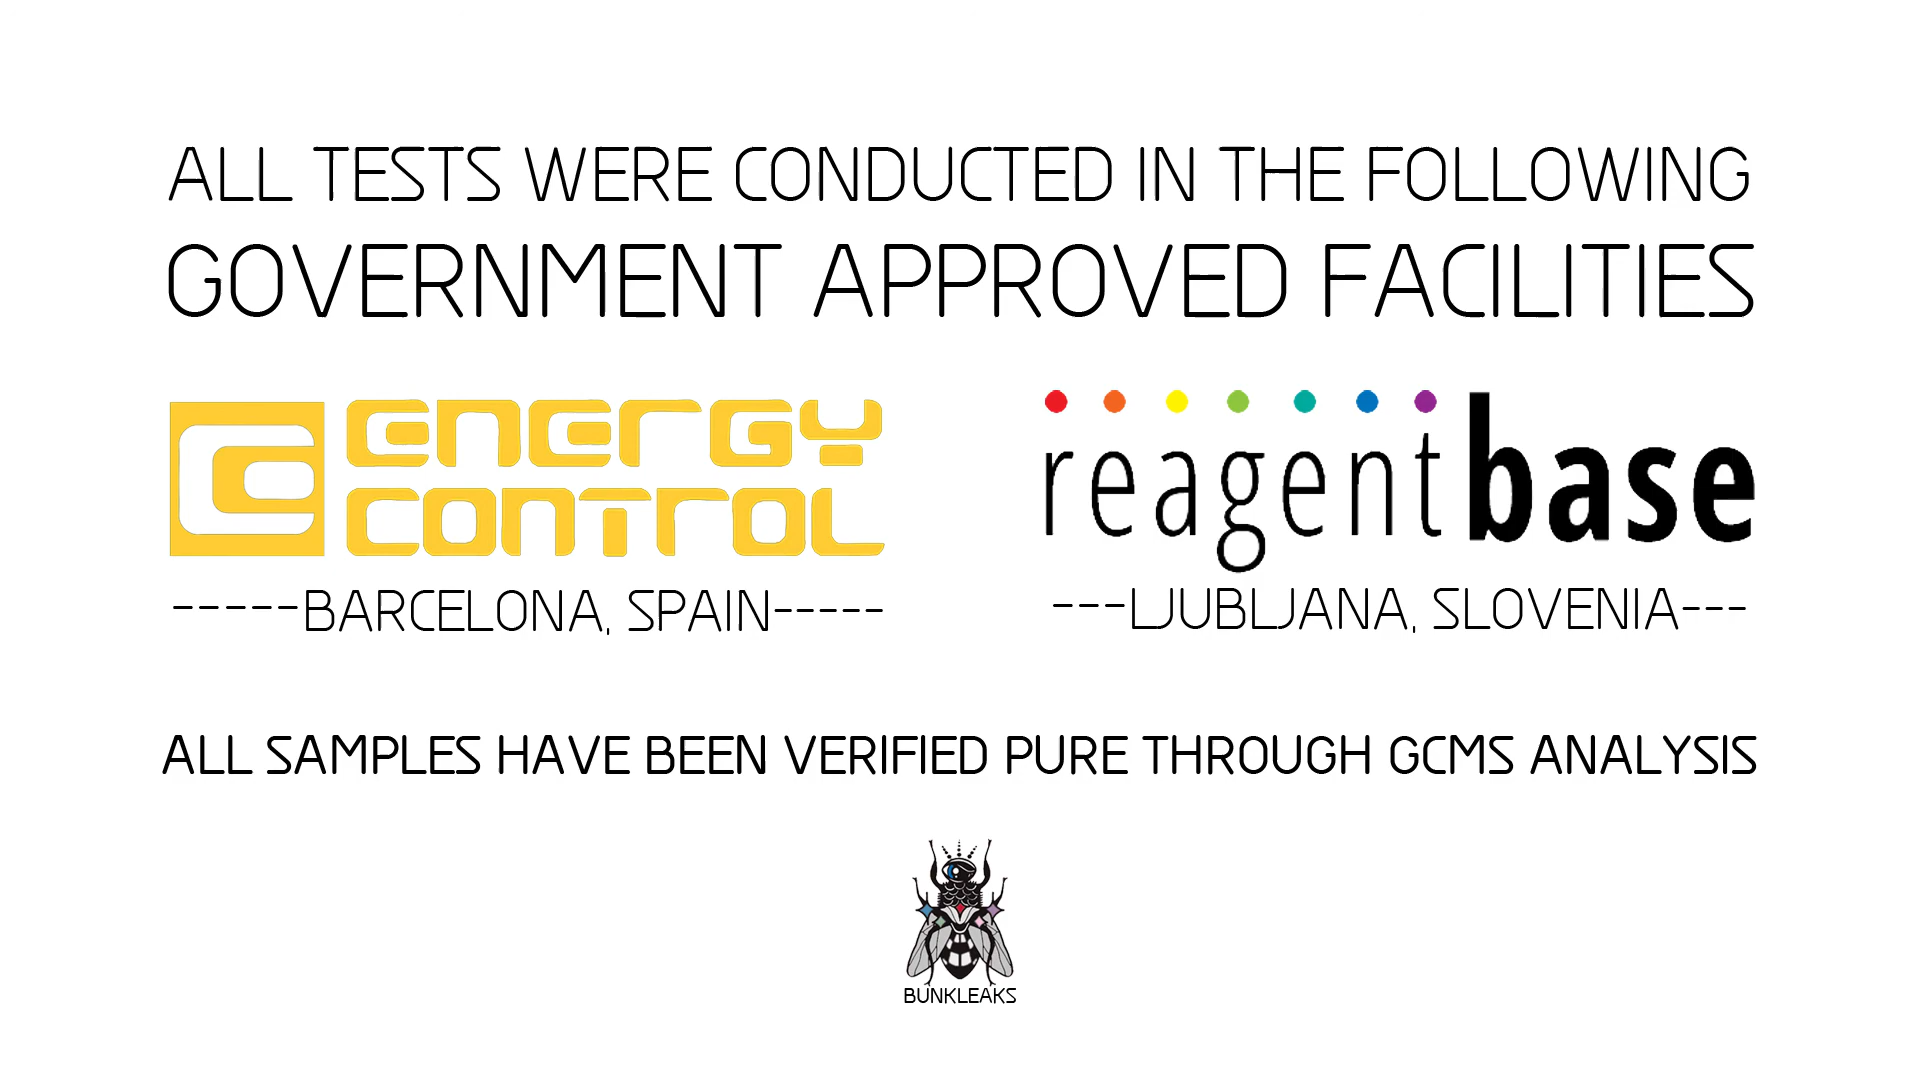 ALL TESTS WERE CONDUCTED IN THE FOLLOWING
GOVERNMENT APPROVED FACILITIES
energy
control
-----BARCELONA, SPAIN-----
reagentbase
---LJUBLJANA, SLOVENIA---
ALL SAMPLES HAVE BEEN VERIFIED PURE THROUGH GCMS ANALYSIS
BUNKLEAKS